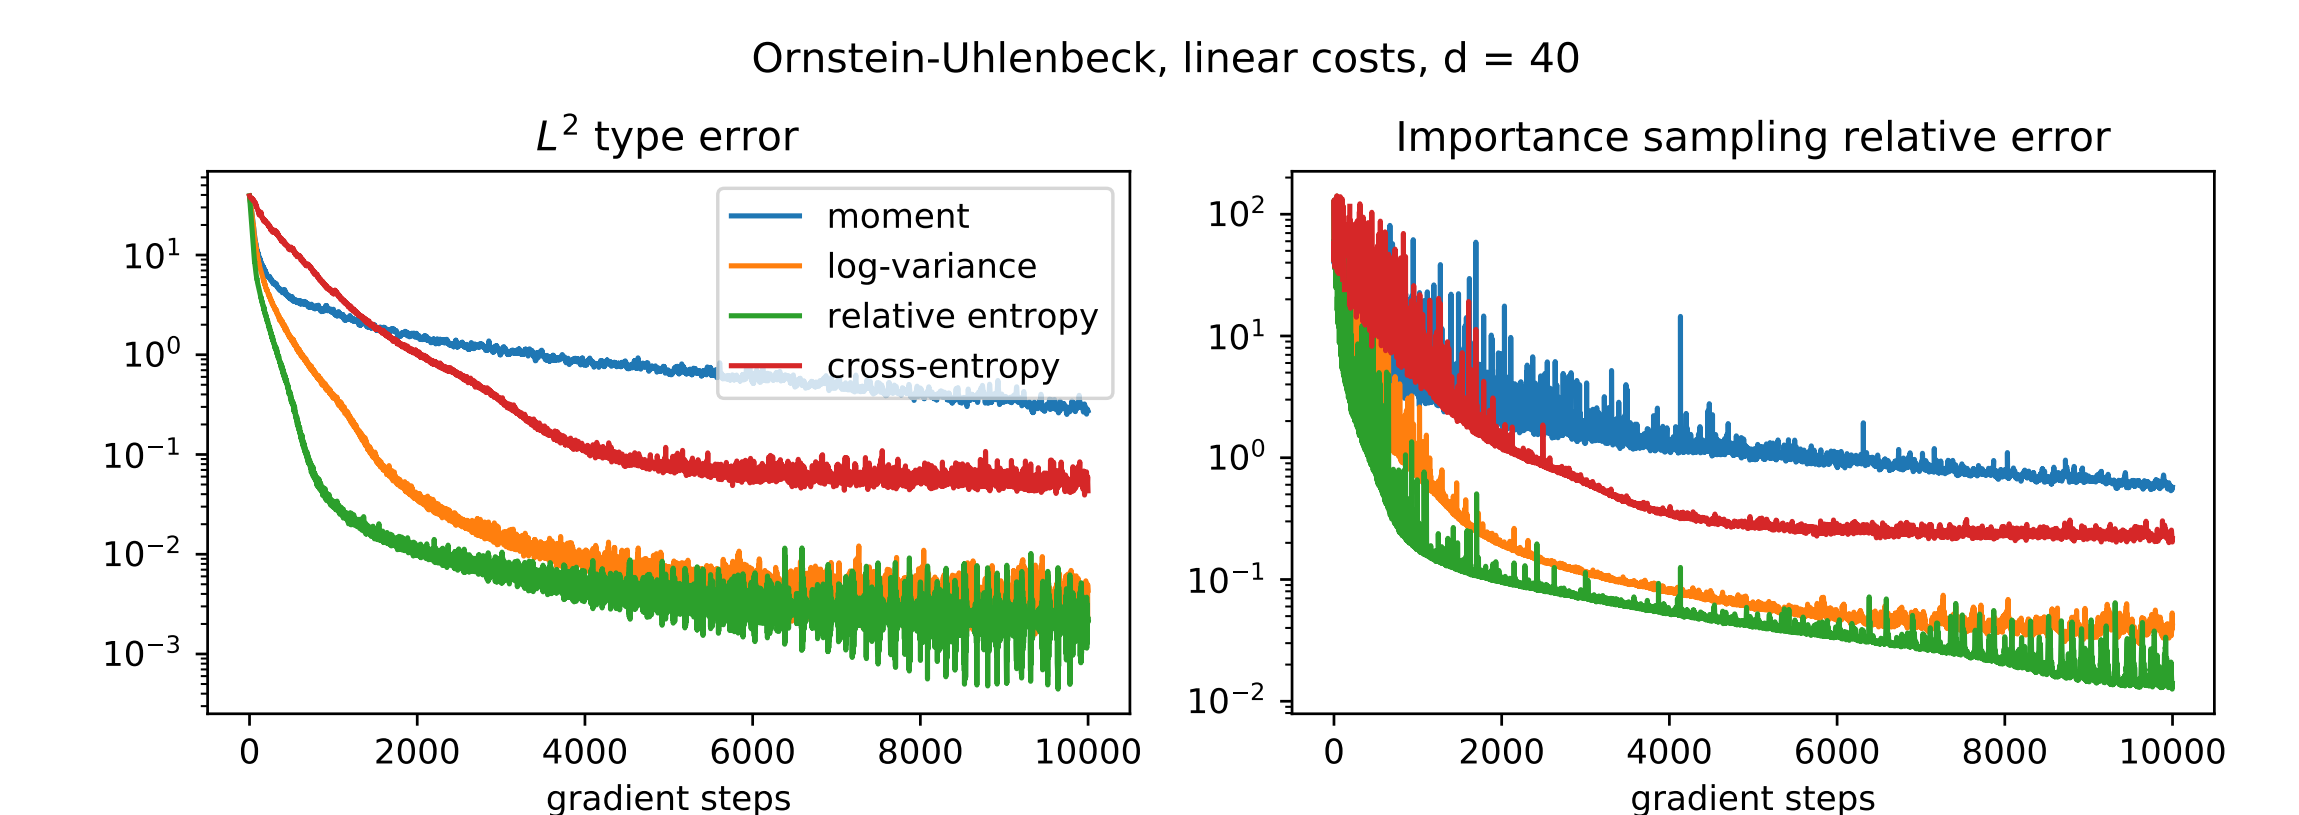 Ornstein-Uhlenbeck, linear costs, d = 40
L² type error
10¹
10⁰
10⁻¹
10⁻²
10⁻³
moment
log-variance
relative entropy
cross-entropy
0 2000 4000 6000 8000 10000
gradient steps
Importance sampling relative error
10²
10¹
10⁰
10⁻¹
10⁻²
0 2000 4000 6000 8000 10000
gradient steps